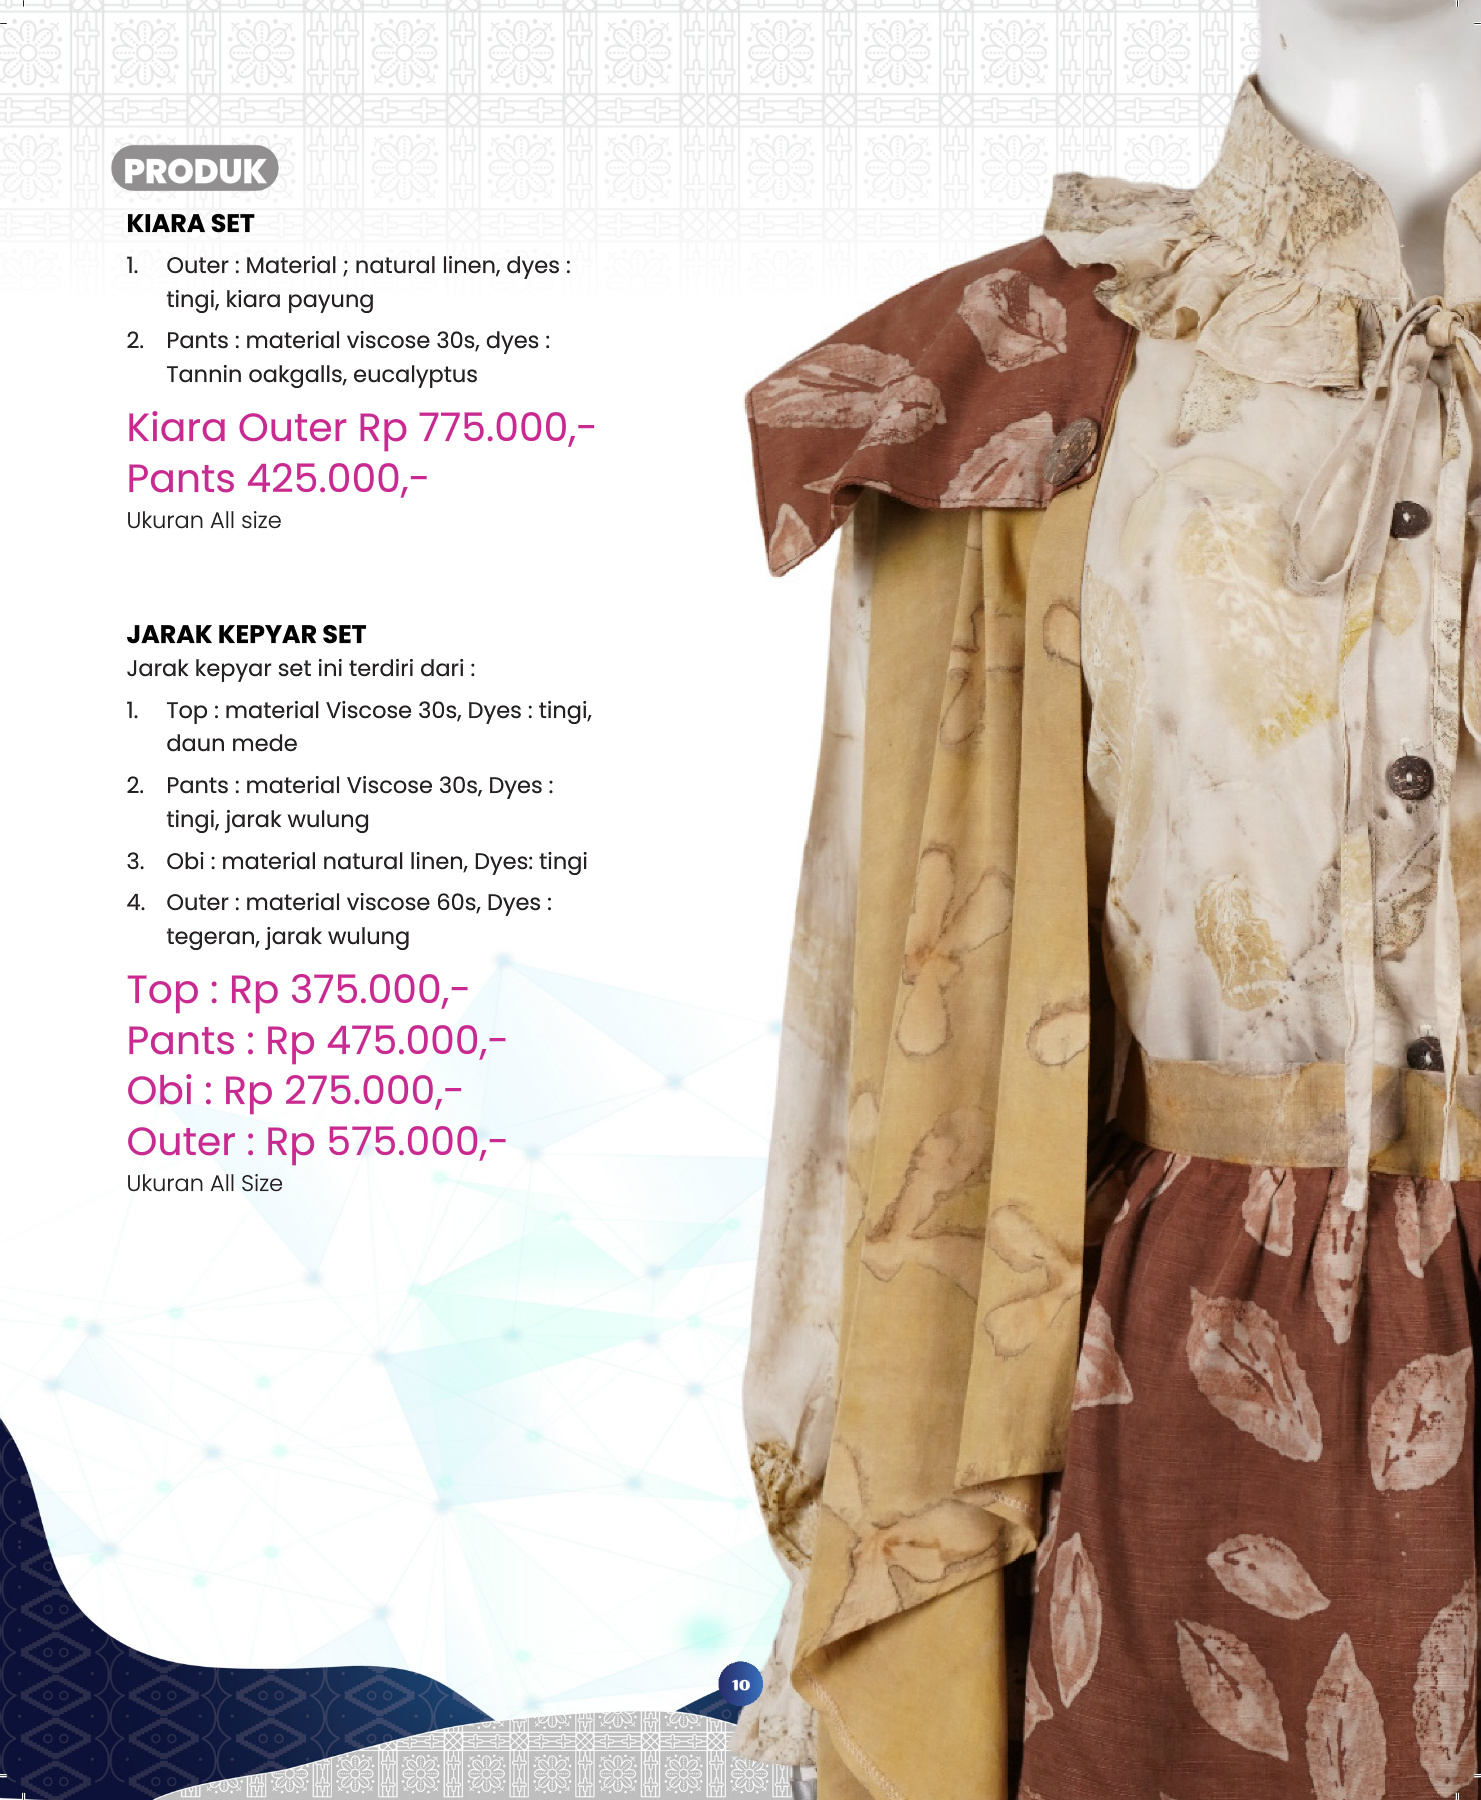 PRODUK
KIARA SET
1. Outer : Material ; natural linen, dyes :
tingi, kiara payung
2. Pants : material viscose 30s, dyes :
Tannin oakgalls, eucalyptus
Kiara Outer Rp 775.000,-
Pants 425.000,-
Ukuran All size
JARAK KEPYAR SET
Jarak kepyar set ini terdiri dari :
1. Top : material Viscose 30s, Dyes : tingi,
daun mede
2. Pants : material Viscose 30s, Dyes :
tingi, jarak wulung
3. Obi : material natural linen, Dyes: tingi
4. Outer : material viscose 60s, Dyes :
tegeran, jarak wulung
Top : Rp 375.000,-
Pants : Rp 475.000,-
Obi : Rp 275.000,-
Outer : Rp 575.000,-
Ukuran All Size
10